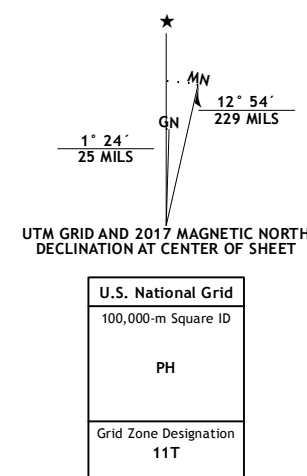 ★
MN
GN
12° 54´
229 MILS
1° 24´
25 MILS
UTM GRID AND 2017 MAGNETIC NORTH
DECLINATION AT CENTER OF SHEET
U.S. National Grid
100,000-m Square ID
PH
Grid Zone Designation
11T